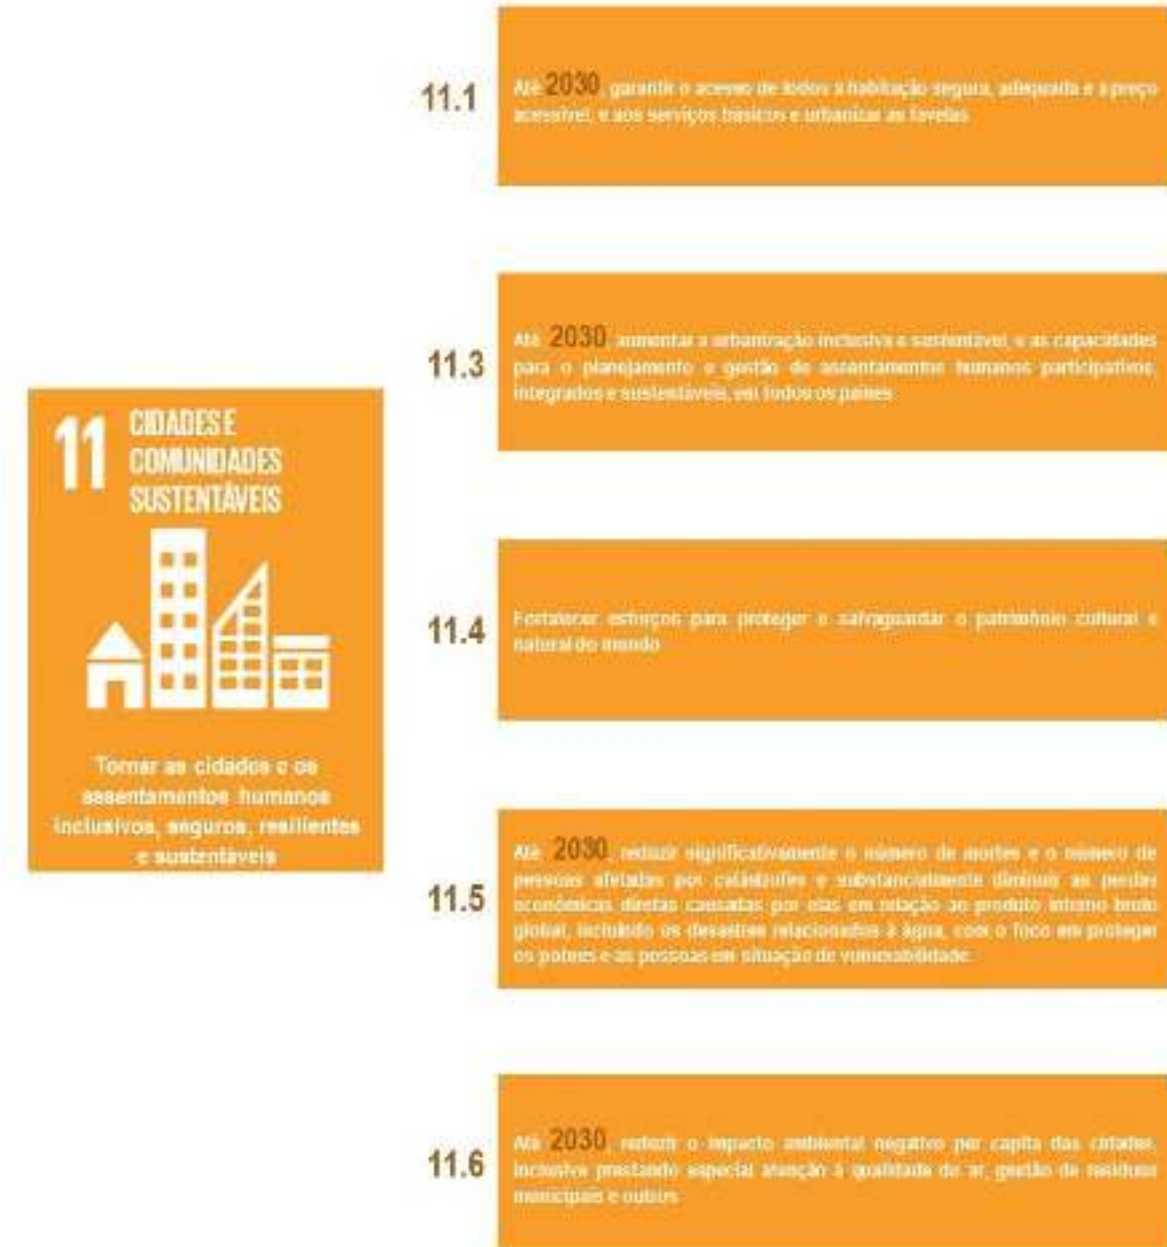 11.1
Até 2030, garantir o acesso de todos à habitação segura, adequada e a preço
acessível, e aos serviços básicos e urbanizar as favelas
11.3
Até 2030 aumentar a urbanização inclusiva e sustentável, e as capacidades
para o planejamento e gestão de assentamentos humanos participativos,
integrados e sustentáveis, em todos os países
11 CIDADES E
COMUNIDADES
SUSTENTÁVEIS
Tornar as cidades e os
assentamentos humanos
inclusivos, seguros, resilientes
e sustentáveis
11.4
Fortalecer esforços para proteger e salvaguardar o patrimônio cultural e
natural do mundo
11.5
Até 2030 reduzir significativamente o número de mortes e o número de
pessoas afetadas por catástrofes e substancialmente diminuir as perdas
econômicas diretas causadas por elas em relação ao produto interno bruto
global, incluindo os desastres relacionados à água, com o foco em proteger
os pobres e as pessoas em situação de vulnerabilidade
11.6
Até 2030 reduzir o impacto ambiental negativo per capita das cidades,
inclusive prestando especial atenção à qualidade do ar, gestão de resíduos
municipais e outros